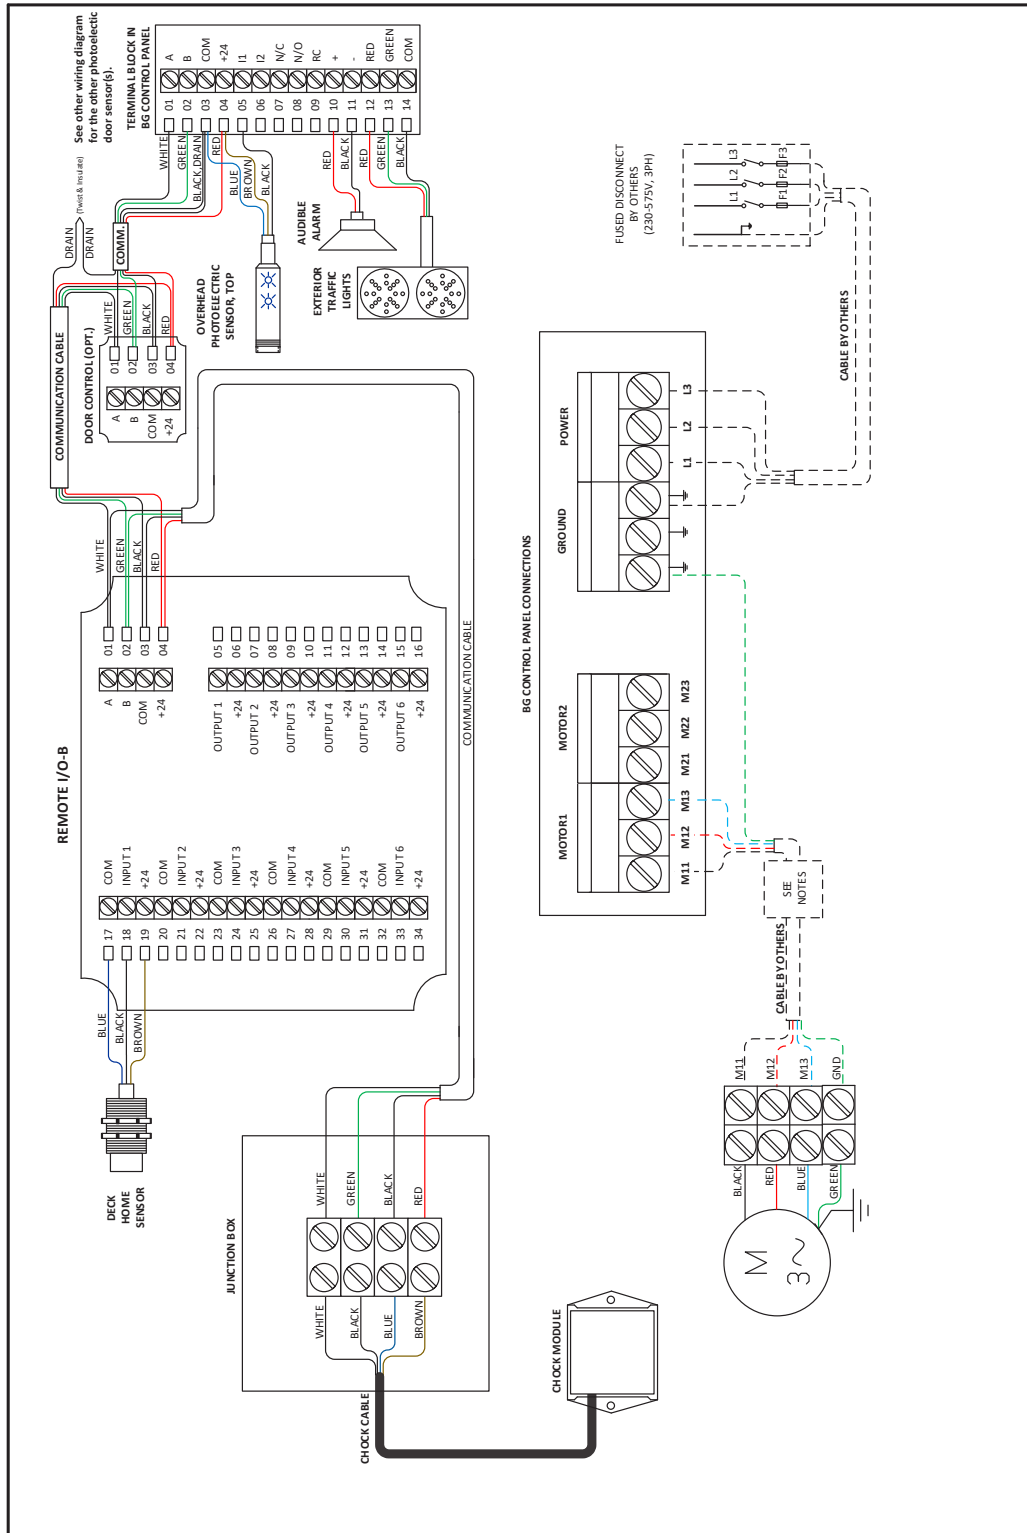 See other wiring diagram
for the other photoelectic
door sensor(s).
TERMINAL BLOCK IN
BG CONTROL PANEL
A
B
COM
+24
I1
I2
N/C
N/O
RC
+
-
RED
GREEN
COM
01
02
03
04
05
06
07
08
09
10
11
12
13
14
WHITE
GREEN
BLACK,DRAIN
RED
BLUE
BROWN
BLACK
RED
BLACK
RED
GREEN
BLACK
DRAIN
DRAIN
(Twist & Insulate)
COMM.
OVERHEAD
PHOTOELECTRIC
SENSOR, TOP
AUDIBLE
ALARM
EXTERIOR
TRAFFIC
LIGHTS
COMMUNICATION CABLE
DOOR CONTROL (OPT.)
WHITE
GREEN
BLACK
RED
01
02
03
04
A
B
COM
+24
WHITE
GREEN
BLACK
RED
REMOTE I/O-B
01
02
03
04
A
B
COM
+24
05
06
07
08
09
10
11
12
13
14
15
16
OUTPUT 1
+24
OUTPUT 2
+24
OUTPUT 3
+24
OUTPUT 4
+24
OUTPUT 5
+24
OUTPUT 6
+24
COM
INPUT 1
+24
COM
INPUT 2
+24
COM
INPUT 3
+24
COM
INPUT 4
+24
COM
INPUT 5
+24
COM
INPUT 6
+24
17
18
19
20
21
22
23
24
25
26
27
28
29
30
31
32
33
34
BLUE
BLACK
BROWN
DECK
HOME
SENSOR
COMMUNICATION CABLE
JUNCTION BOX
WHITE
GREEN
BLACK
RED
WHITE
BLACK
BLUE
BROWN
CHOCK CABLE
CHOCK MODULE
FUSED DISCONNECT
BY OTHERS
(230-575V, 3PH)
L1
L2
L3
F1
F2
F3
CABLE BY OTHERS
BG CONTROL PANEL CONNECTIONS
MOTOR1
MOTOR2
GROUND
POWER
M11
M12
M13
M21
M22
M23
L1
L2
L3
SEE
NOTES
CABLE BY OTHERS
M11
M12
M13
GND
BLACK
RED
BLUE
GREEN
M
3~